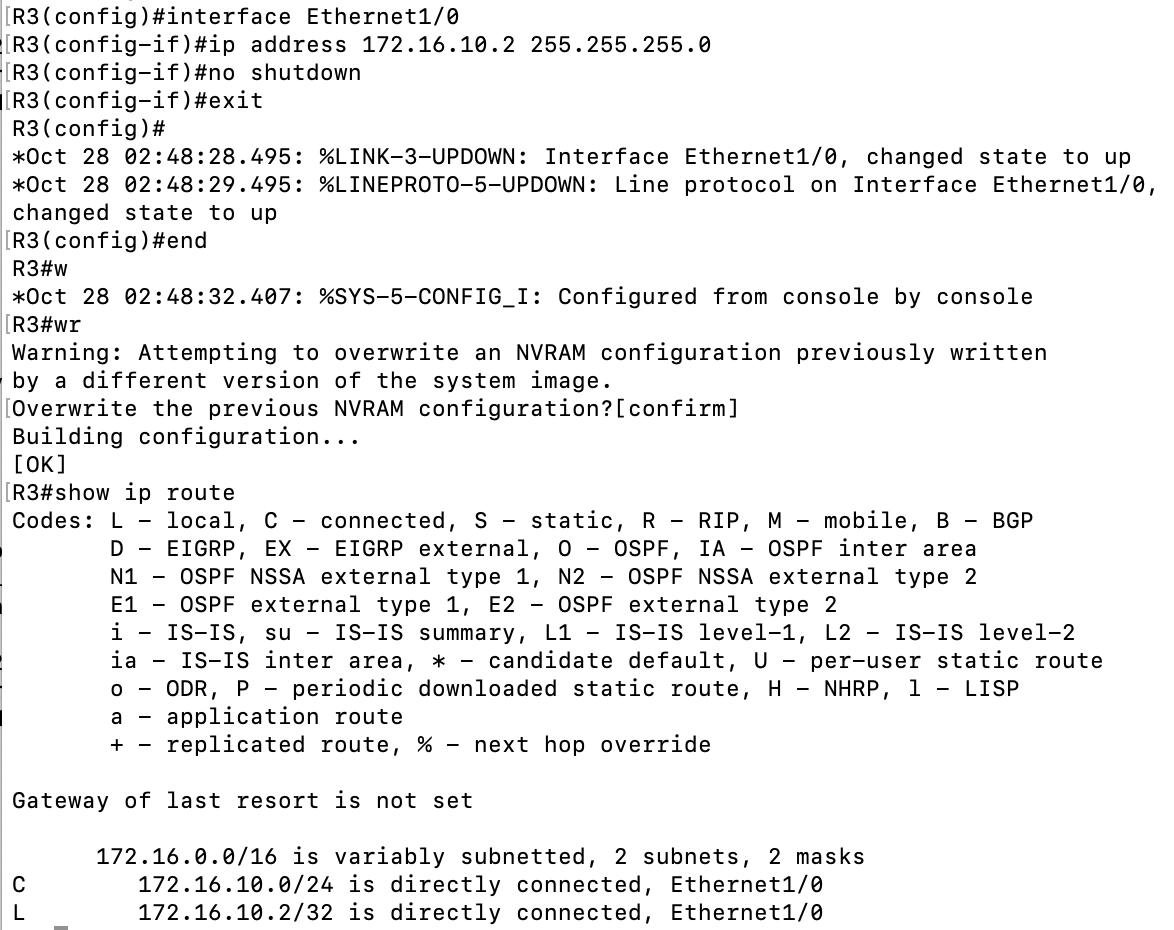 [R3(config)#interface Ethernet1/0
[R3(config-if)#ip address 172.16.10.2 255.255.255.0
[R3(config-if)#no shutdown
[R3(config-if)#exit
R3(config)#
*Oct 28 02:48:28.495: %LINK-3-UPDOWN: Interface Ethernet1/0, changed state to up
*Oct 28 02:48:29.495: %LINEPROTO-5-UPDOWN: Line protocol on Interface Ethernet1/0,
changed state to up
[R3(config)#end
R3#w
*Oct 28 02:48:32.407: %SYS-5-CONFIG_I: Configured from console by console
[R3#wr
Warning: Attempting to overwrite an NVRAM configuration previously written
by a different version of the system image.
[Overwrite the previous NVRAM configuration?[confirm]
Building configuration...
[OK]
[R3#show ip route
Codes: L - local, C - connected, S - static, R - RIP, M - mobile, B - BGP
       D - EIGRP, EX - EIGRP external, O - OSPF, IA - OSPF inter area
       N1 - OSPF NSSA external type 1, N2 - OSPF NSSA external type 2
       E1 - OSPF external type 1, E2 - OSPF external type 2
       i - IS-IS, su - IS-IS summary, L1 - IS-IS level-1, L2 - IS-IS level-2
       ia - IS-IS inter area, * - candidate default, U - per-user static route
       o - ODR, P - periodic downloaded static route, H - NHRP, l - LISP
       a - application route
       + - replicated route, % - next hop override
Gateway of last resort is not set
      172.16.0.0/16 is variably subnetted, 2 subnets, 2 masks
C        172.16.10.0/24 is directly connected, Ethernet1/0
L        172.16.10.2/32 is directly connected, Ethernet1/0